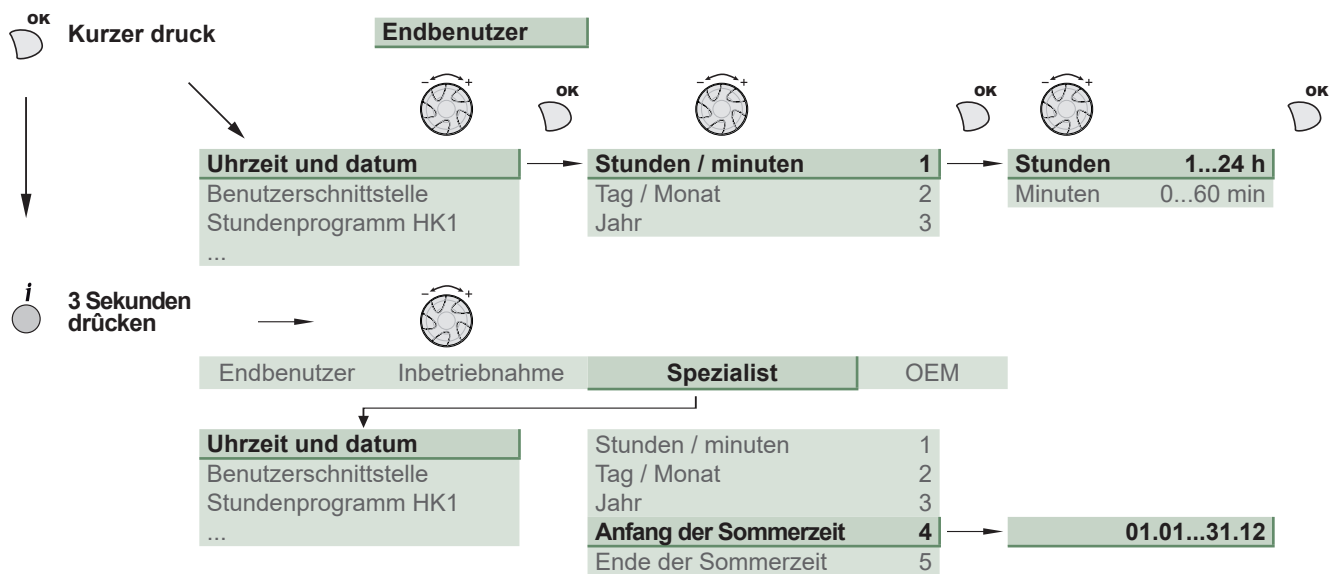 OK
Kurzer druck
Endbenutzer
- +
OK
- +
OK
- +
OK
Uhrzeit und datum
Benutzerschnittstelle
Stundenprogramm HK1
...
Stunden / minuten 1
Tag / Monat 2
Jahr 3
Stunden 1...24 h
Minuten 0...60 min
i
3 Sekunden
drûcken
- +
Endbenutzer Inbetriebnahme Spezialist OEM
Uhrzeit und datum
Benutzerschnittstelle
Stundenprogramm HK1
...
Stunden / minuten 1
Tag / Monat 2
Jahr 3
Anfang der Sommerzeit 4
Ende der Sommerzeit 5
01.01...31.12